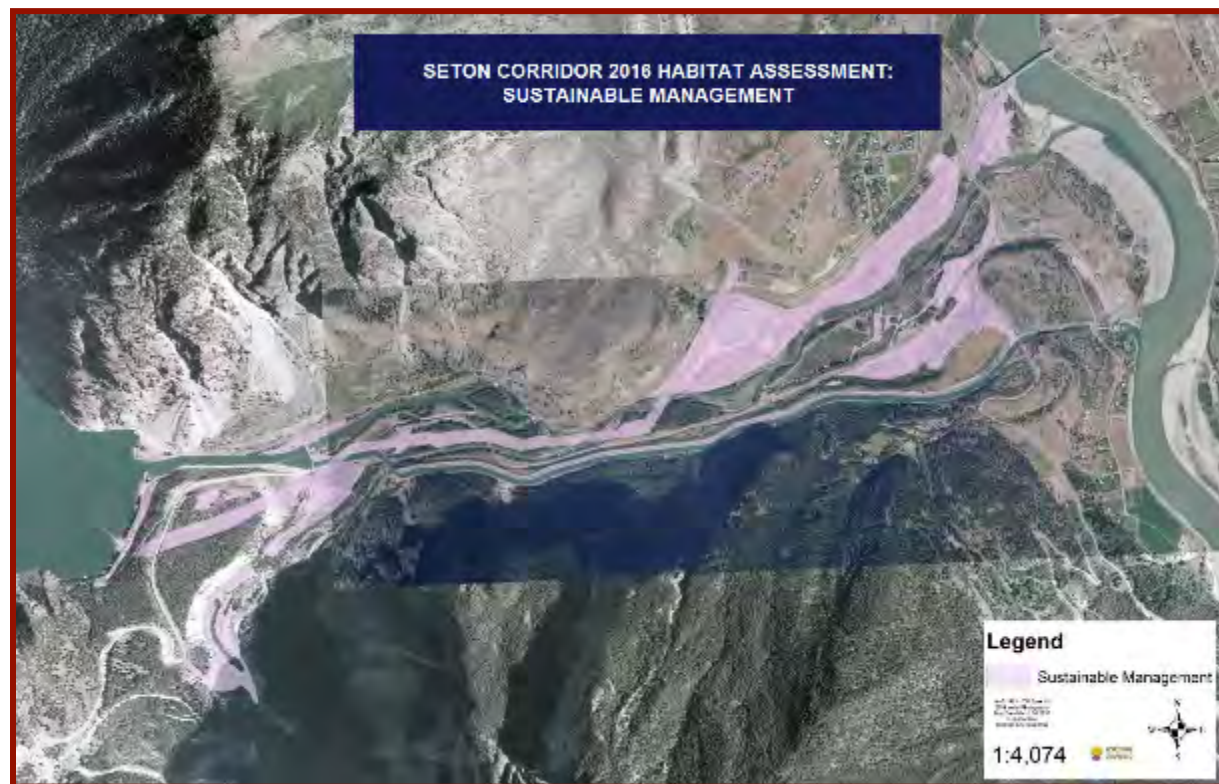 SETON CORRIDOR 2016 HABITAT ASSESSMENT:
SUSTAINABLE MANAGEMENT
Legend
Sustainable Management
N
1:4,074